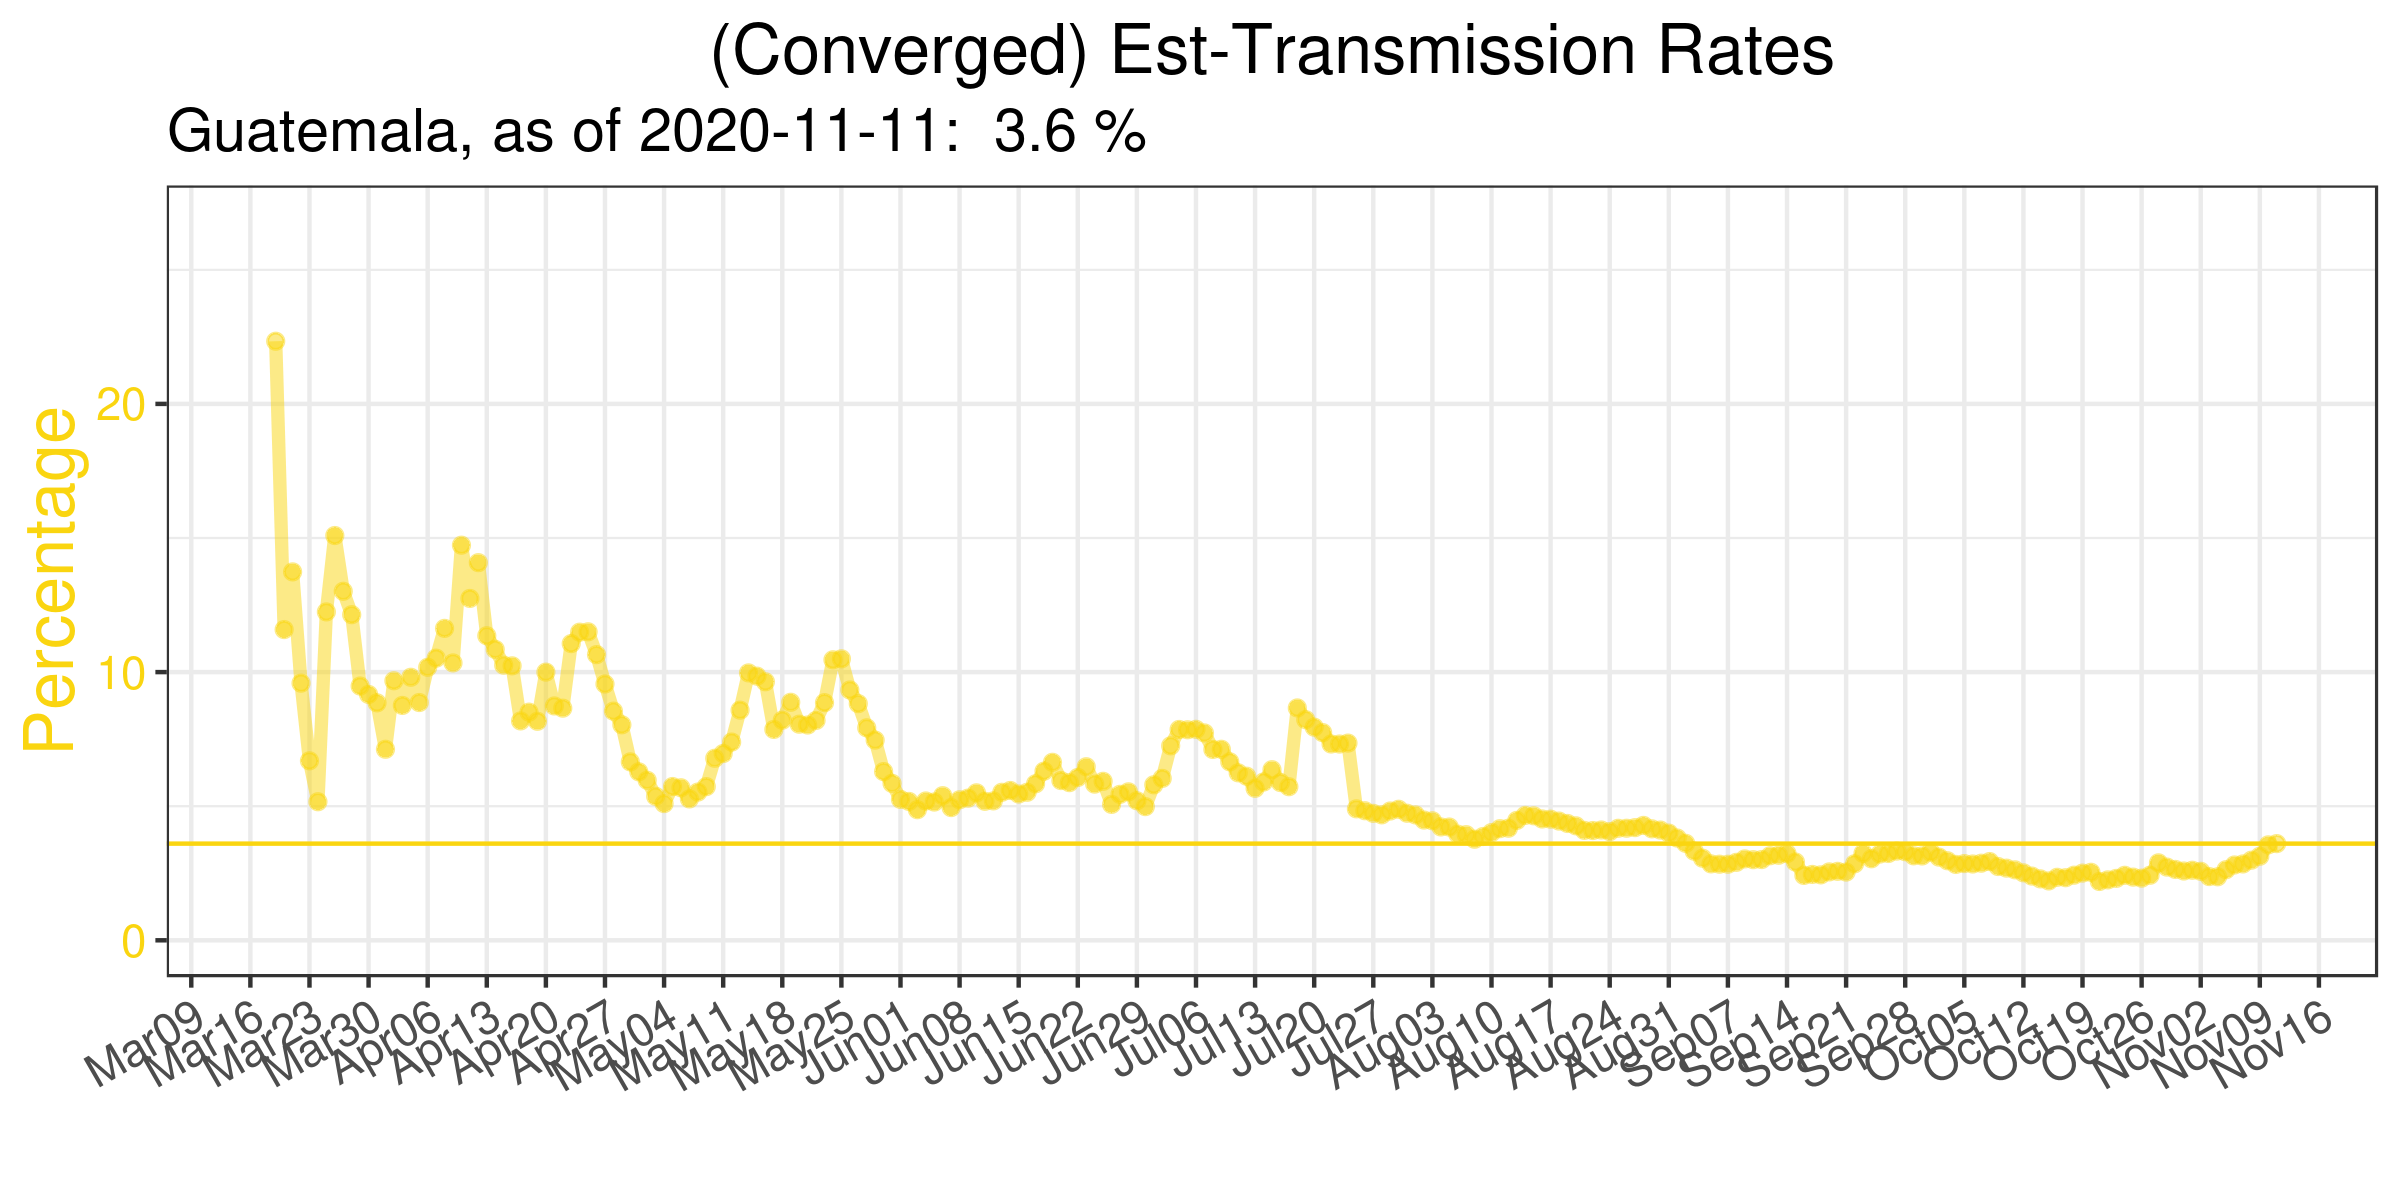 (Converged) Est-Transmission Rates
Guatemala, as of 2020-11-11:  3.6 %
Percentage
20
10
0
Mar09
Mar16
Mar23
Mar30
Apr06
Apr13
Apr20
Apr27
May04
May11
May18
May25
Jun01
Jun08
Jun15
Jun22
Jun29
Jul06
Jul13
Jul20
Jul27
Aug03
Aug10
Aug17
Aug24
Aug31
Sep07
Sep14
Sep21
Sep28
Oct05
Oct12
Oct19
Oct26
Nov02
Nov09
Nov16